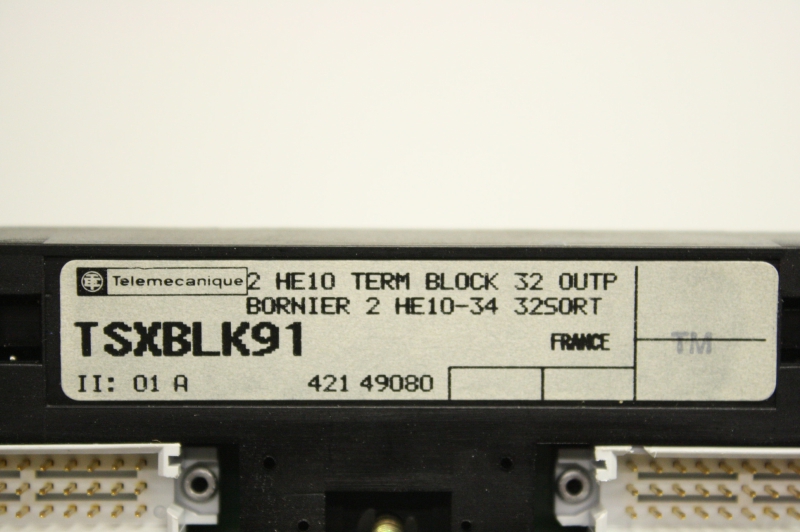 Telemecanique 2 HE10 TERM BLOCK 32 OUTP
BORNIER 2 HE10-34 32SORT
TSXBLK91
FRANCE
TM
II: 01 A 421 49080